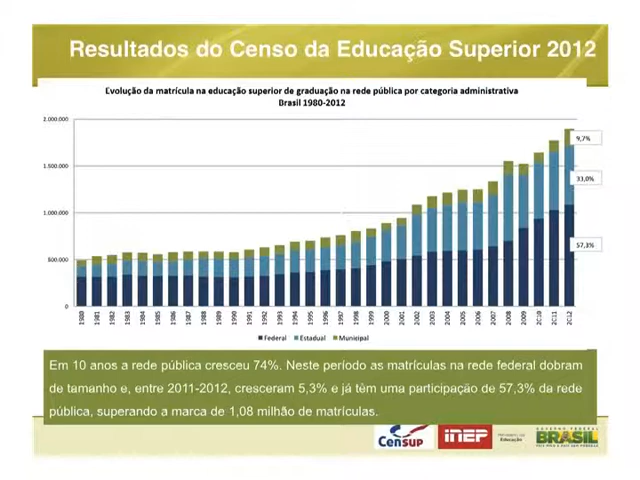 Resultados do Censo da Educação Superior 2012
Evolução da matrícula na educação superior de graduação na rede pública por categoria administrativa
Brasil 1980-2012
2.000.000
1.500.000
1.000.000
500.000
0
9,7%
33,0%
57,3%
1980 1981 1982 1983 1984 1985 1986 1987 1988 1989 1990 1991 1992 1993 1994 1995 1996 1997 1998 1999 2000 2001 2002 2003 2004 2005 2006 2007 2008 2009 2010 2011 2012
Federal Estadual Municipal
Em 10 anos a rede pública cresceu 74%. Neste período as matrículas na rede federal dobram
de tamanho e, entre 2011-2012, cresceram 5,3% e já têm uma participação de 57,3% da rede
pública, superando a marca de 1,08 milhão de matrículas.
Censup
inep
Ministério da
Educação
GOVERNO FEDERAL
BRASIL